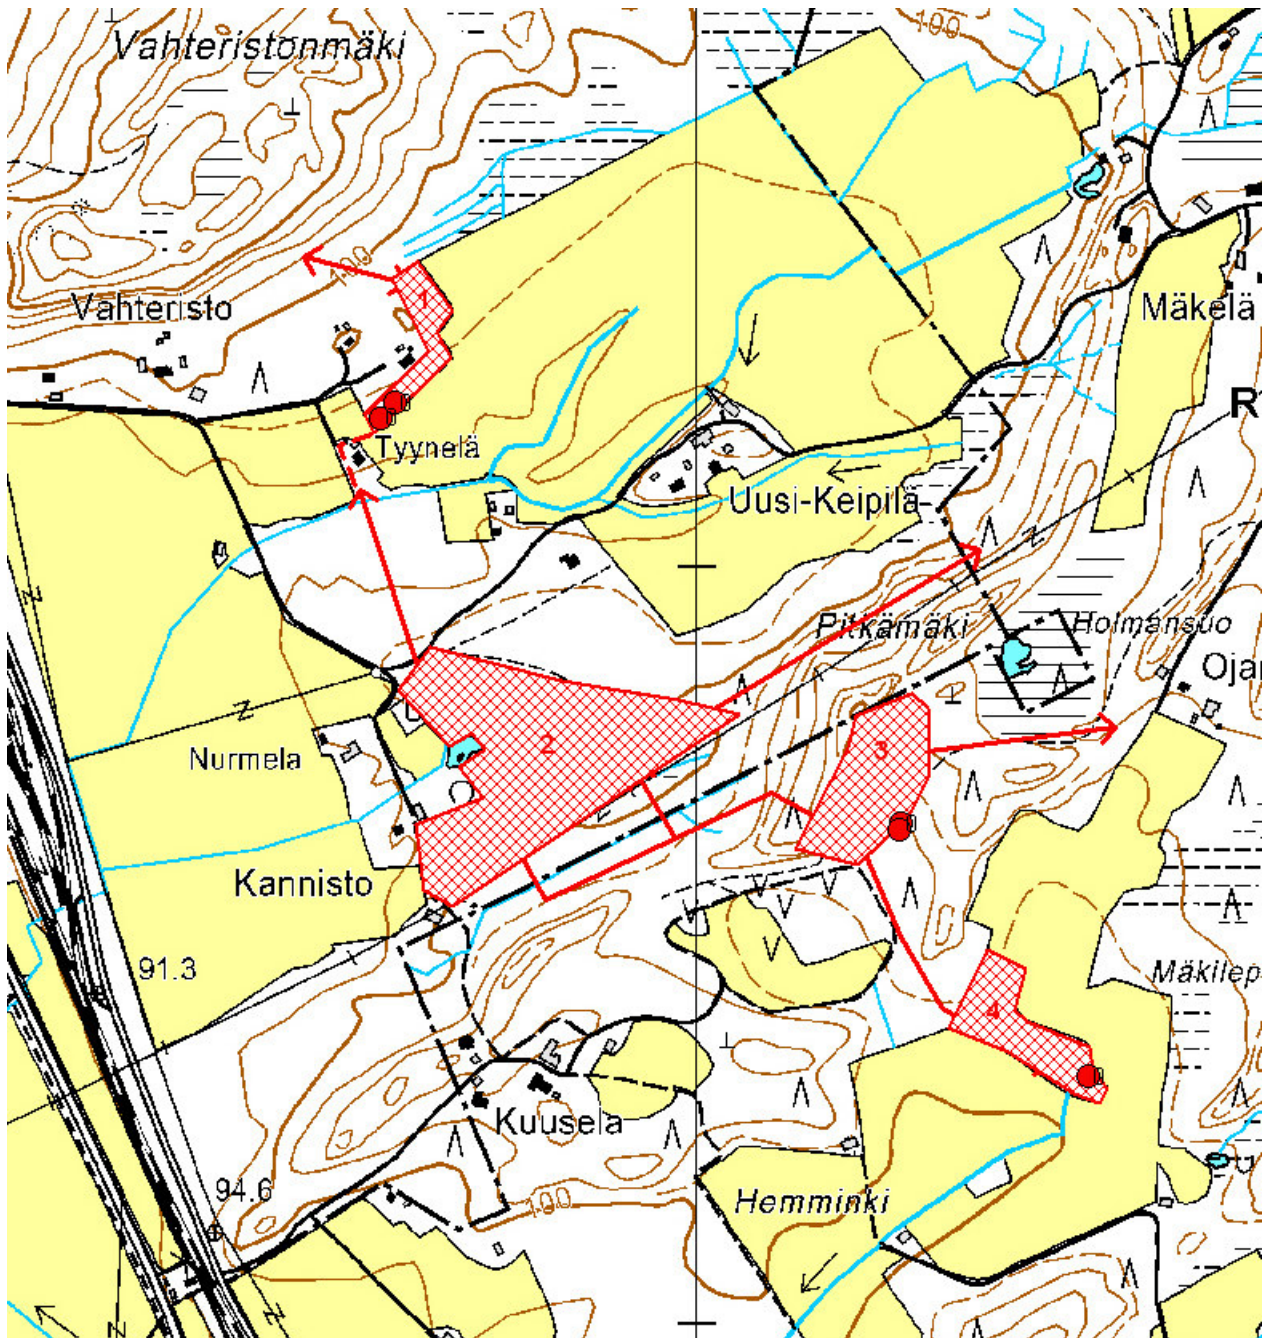 Vahteristonmäki
100
100
Vahteristo
1
Mäkelä
R
Tyynelä
Uusi-Keipilä
Pitkämäki
Holmansuo
Ojar
Nurmela
2
3
Kannisto
91.3
Mäkilep
4
Kuusela
94.6
100
Hemminki